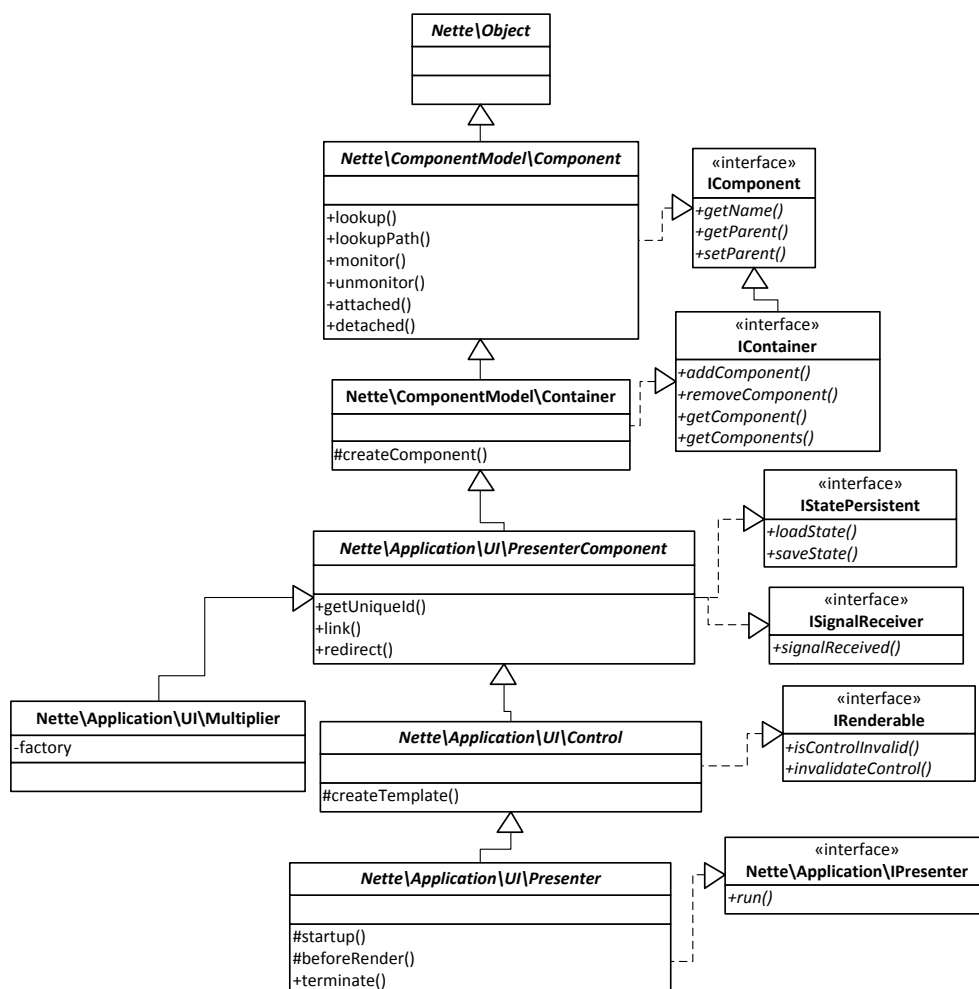 Nette\Object
Nette\ComponentModel\Component
+lookup()
+lookupPath()
+monitor()
+unmonitor()
+attached()
+detached()
«interface»
IComponent
+getName()
+getParent()
+setParent()
«interface»
IContainer
+addComponent()
+removeComponent()
+getComponent()
+getComponents()
Nette\ComponentModel\Container
#createComponent()
«interface»
IStatePersistent
+loadState()
+saveState()
Nette\Application\UI\PresenterComponent
+getUniqueId()
+link()
+redirect()
«interface»
ISignalReceiver
+signalReceived()
Nette\Application\UI\Multiplier
-factory
Nette\Application\UI\Control
#createTemplate()
«interface»
IRenderable
+isControlInvalid()
+invalidateControl()
Nette\Application\UI\Presenter
#startup()
#beforeRender()
+terminate()
«interface»
Nette\Application\IPresenter
+run()